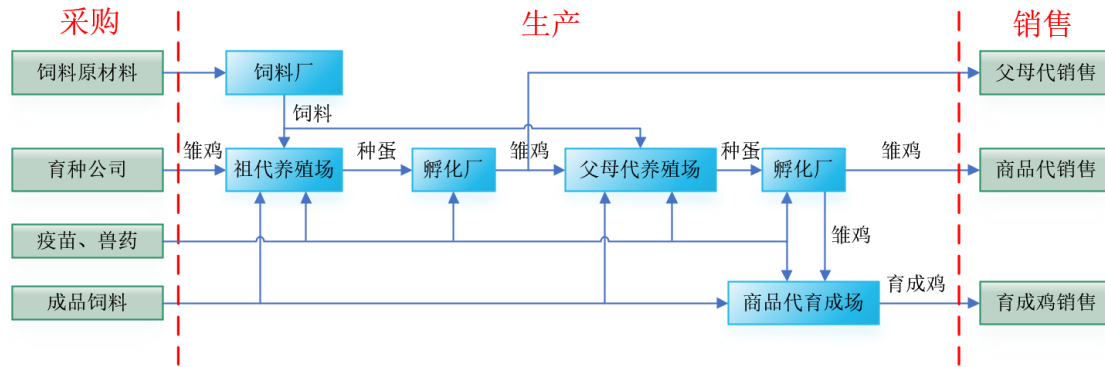 采购
生产
销售
饲料原材料
饲料厂
父母代销售
饲料
育种公司
雏鸡
祖代养殖场
种蛋
孵化厂
雏鸡
父母代养殖场
种蛋
孵化厂
雏鸡
商品代销售
疫苗、兽药
雏鸡
成品饲料
商品代育成场
育成鸡
育成鸡销售